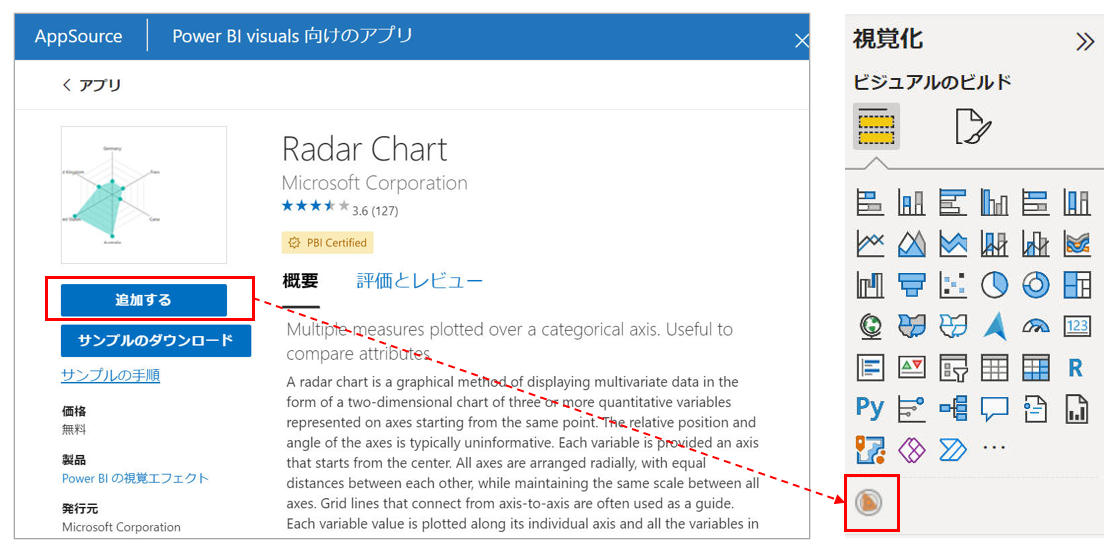 AppSource
Power BI visuals 向けのアプリ
アプリ
Germany
Australia
Radar Chart
Microsoft Corporation
3.6 (127)
PBI Certified
概要
評価とレビュー
追加する
サンプルのダウンロード
サンプルの手順
価格
無料
製品
Power BI の視覚エフェクト
発行元
Microsoft Corporation
Multiple measures plotted over a categorical axis. Useful to
compare attributes
A radar chart is a graphical method of displaying multivariate data in the
form of a two-dimensional chart of three or more quantitative variables
represented on axes starting from the same point. The relative position and
angle of the axes is typically uninformative. Each variable is provided an axis
that starts from the center. All axes are arranged radially, with equal
distances between each other, while maintaining the same scale between all
axes. Grid lines that connect from axis-to-axis are often used as a guide.
Each variable value is plotted along its individual axis and all the variables in
視覚化
ビジュアルのビルド
123
R
Py